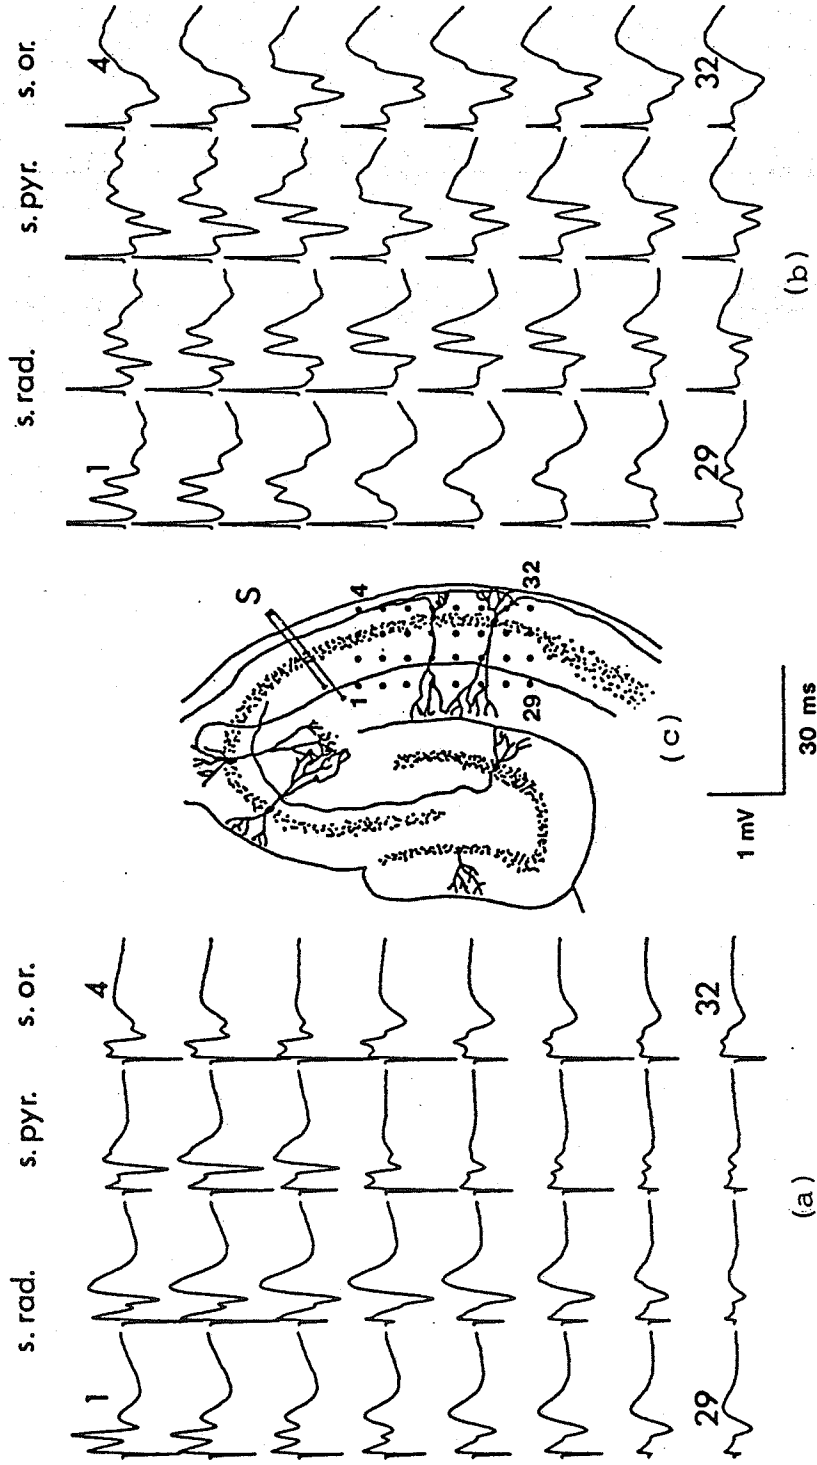 s. rad. s. pyr. s. or.
1 4
29 32
(a)
S
1 4
29 32
(c)
1 mV
30 ms
s. rad. s. pyr. s. or.
1 4
29 32
(b)